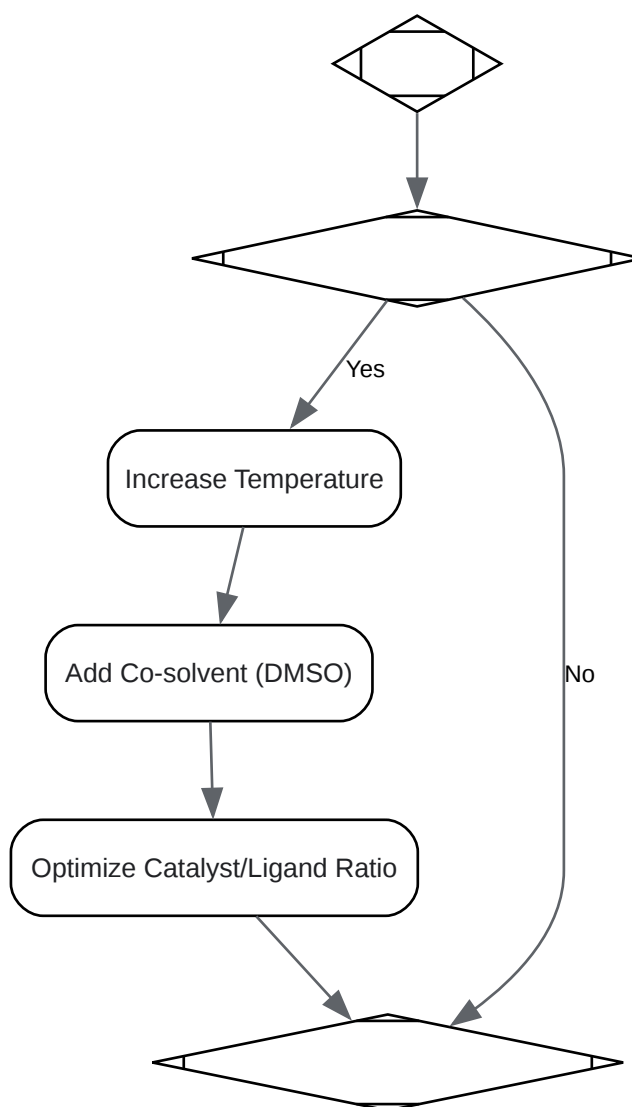 Yes
Increase Temperature
Add Co-solvent (DMSO)
No
Optimize Catalyst/Ligand Ratio